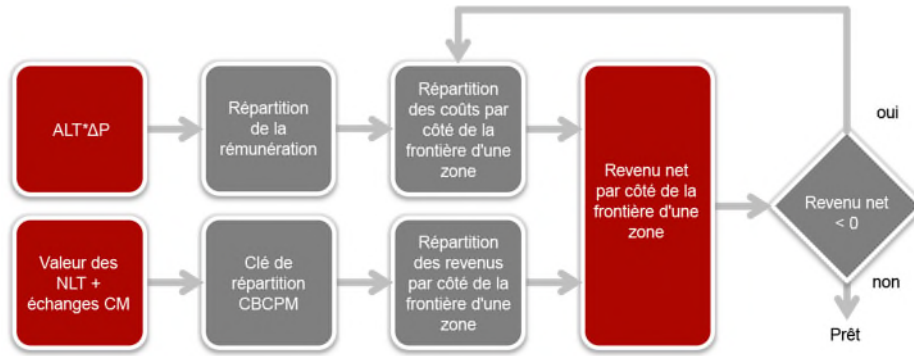 ALT*ΔP
Répartition
de la
rémunération
Répartition
des coûts par
côté de la
frontière d'une
zone
Valeur des
NLT +
échanges CM
Clé de
répartition
CBCPM
Répartition
des revenus par
côté de la
frontière d'une
zone
Revenu net
par côté de la
frontière d'une
zone
Revenu net
< 0
oui
non
Prêt